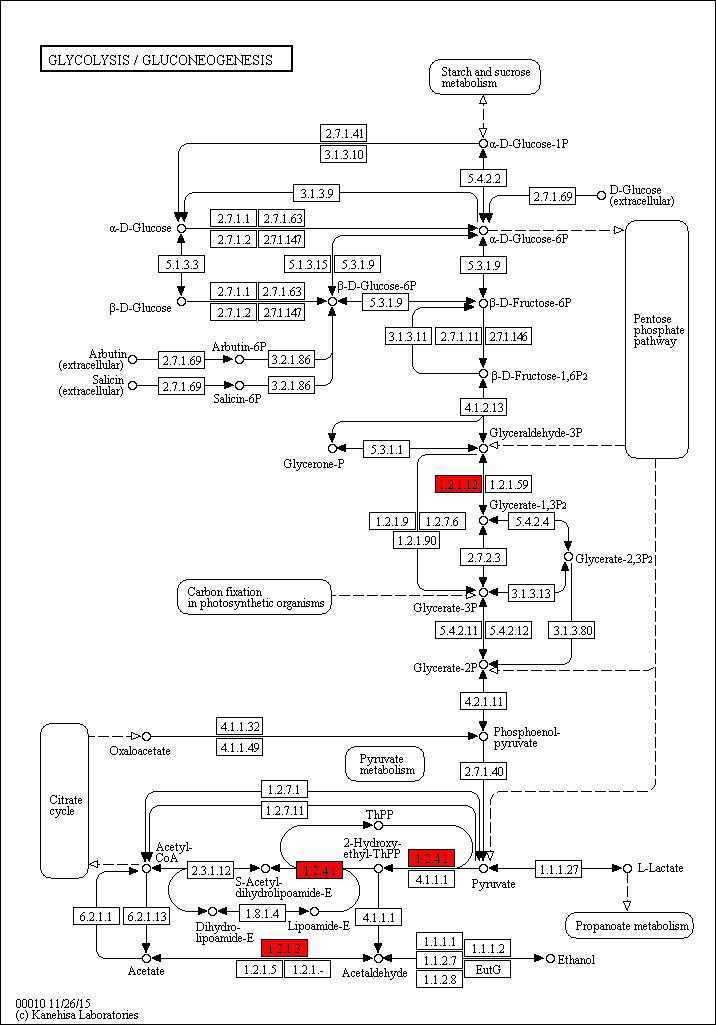 GLYCOLYSIS / GLUCONEOGENESIS
Starch and sucrose
metabolism
2.7.1.41
3.1.3.10
α-D-Glucose-1P
5.4.2.2
3.1.3.9
2.7.1.69
D-Glucose
(extracellular)
α-D-Glucose
2.7.1.1
2.7.1.63
2.7.1.2
2.7.1.147
α-D-Glucose-6P
5.1.3.3
5.1.3.15
5.3.1.9
5.3.1.9
β-D-Glucose
2.7.1.1
2.7.1.63
2.7.1.2
2.7.1.147
β-D-Glucose-6P
5.3.1.9
β-D-Fructose-6P
Pentose
phosphate
pathway
3.1.3.11
2.7.1.11
2.7.1.146
Arbutin
(extracellular)
2.7.1.69
Arbutin-6P
3.2.1.86
Salicin
(extracellular)
2.7.1.69
Salicin-6P
3.2.1.86
β-D-Fructose-1,6P2
4.1.2.13
Glyceraldehyde-3P
Glycerone-P
5.3.1.1
1.2.1.12
1.2.1.59
Glycerate-1,3P2
1.2.1.9
1.2.7.6
1.2.1.90
5.4.2.4
2.7.2.3
Glycerate-2,3P2
Carbon fixation
in photosynthetic organisms
Glycerate-3P
3.1.3.13
5.4.2.11
5.4.2.12
3.1.3.80
Glycerate-2P
4.2.1.11
Oxaloacetate
4.1.1.32
4.1.1.49
Phosphoenol-
pyruvate
Pyruvate
metabolism
2.7.1.40
Citrate
cycle
1.2.7.1
1.2.7.11
ThPP
Acetyl-
CoA
2-Hydroxy-
ethyl-ThPP
2.3.1.12
S-Acetyl-
dihydrolipoamide-E
1.2.4.1
1.2.4.1
4.1.1.1
Pyruvate
1.1.1.27
L-Lactate
6.2.1.1
6.2.1.13
Dihydro-
lipoamide-E
1.8.1.4
Lipoamide-E
4.1.1.1
Propanoate metabolism
Acetate
1.2.1.3
1.2.1.5
1.2.1.-
Acetaldehyde
1.1.1.1
1.1.1.2
1.1.2.7
EutG
1.1.2.8
Ethanol
00010 11/26/15
(c) Kanehisa Laboratories